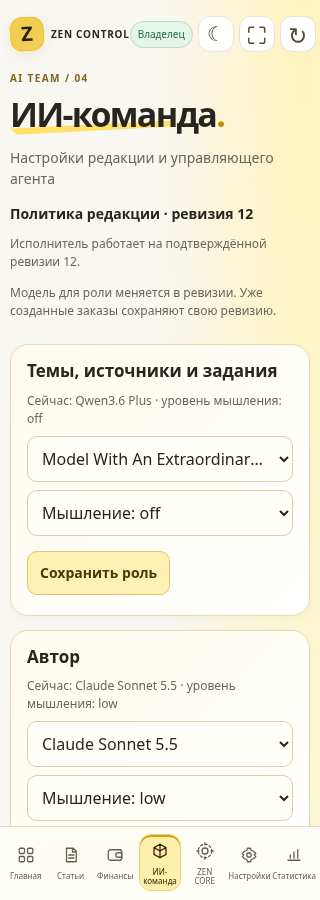 Z ZEN CONTROL Владелец
AI TEAM / 04
ИИ-команда.
Настройки редакции и управляющего
агента
Политика редакции · ревизия 12
Исполнитель работает на подтверждённой
ревизии 12.
Модель для роли меняется в ревизии. Уже
созданные заказы сохраняют свою ревизию.
Темы, источники и задания
Сейчас: Qwen3.6 Plus · уровень мышления:
off
Model With An Extraordinar...
Мышление: off
Сохранить роль
Автор
Сейчас: Claude Sonnet 5.5 · уровень
мышления: low
Claude Sonnet 5.5
Мышление: low
Главная Статьи Финансы ИИ-команда ZEN CORE Настройки Статистика